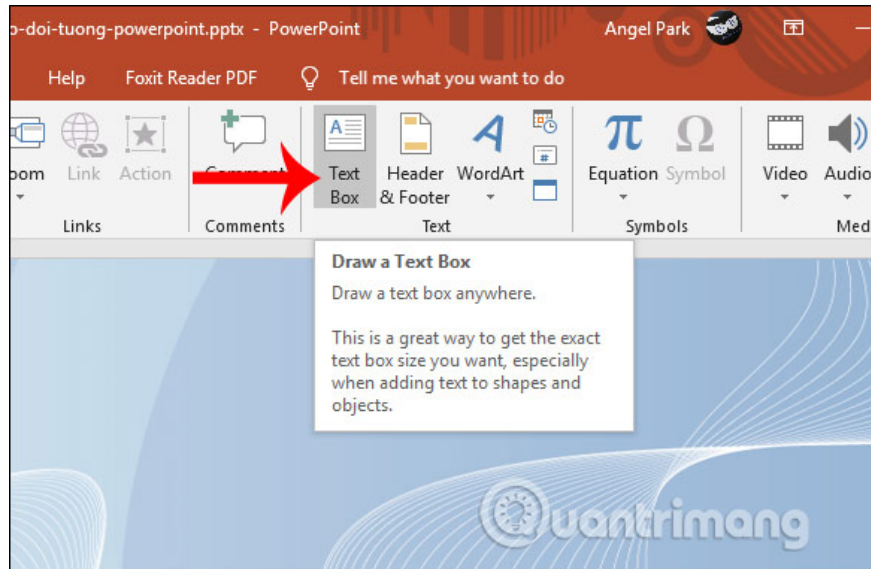 o-doi-tuong-powerpoint.pptx - PowerPoint Angel Park
Help Foxit Reader PDF Tell me what you want to do
Link Action
Text Box
Header & Footer
WordArt
Equation Symbol
Video Audio
Links Comments Text Symbols
Draw a Text Box
Draw a text box anywhere.
This is a great way to get the exact
text box size you want, especially
when adding text to shapes and
objects.
Quantrimang